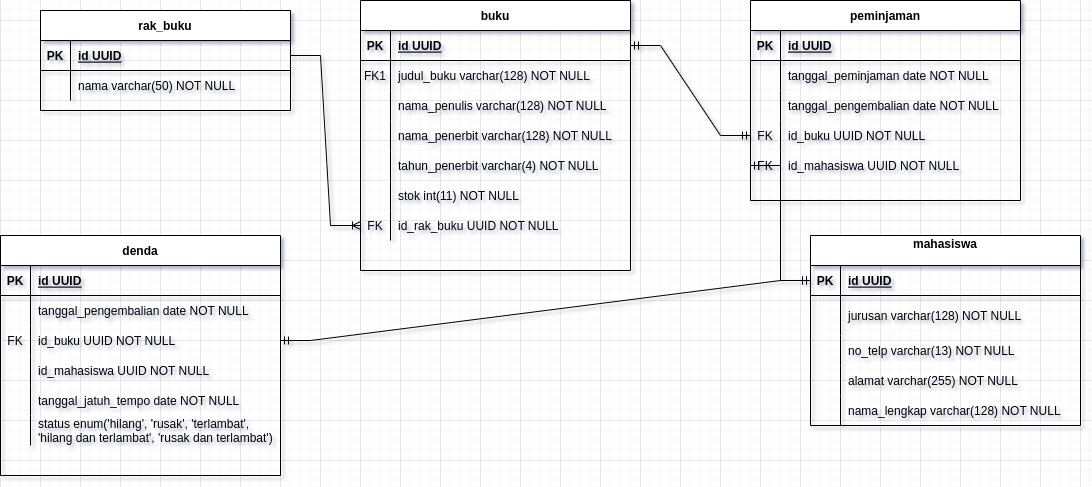 rak_buku
PK id UUID
nama varchar(50) NOT NULL
buku
PK id UUID
FK1 judul_buku varchar(128) NOT NULL
nama_penulis varchar(128) NOT NULL
nama_penerbit varchar(128) NOT NULL
tahun_penerbit varchar(4) NOT NULL
stok int(11) NOT NULL
FK id_rak_buku UUID NOT NULL
peminjaman
PK id UUID
tanggal_peminjaman date NOT NULL
tanggal_pengembalian date NOT NULL
FK id_buku UUID NOT NULL
FK id_mahasiswa UUID NOT NULL
denda
PK id UUID
tanggal_pengembalian date NOT NULL
FK id_buku UUID NOT NULL
id_mahasiswa UUID NOT NULL
tanggal_jatuh_tempo date NOT NULL
status enum('hilang', 'rusak', 'terlambat',
'hilang dan terlambat', 'rusak dan terlambat')
mahasiswa
PK id UUID
jurusan varchar(128) NOT NULL
no_telp varchar(13) NOT NULL
alamat varchar(255) NOT NULL
nama_lengkap varchar(128) NOT NULL